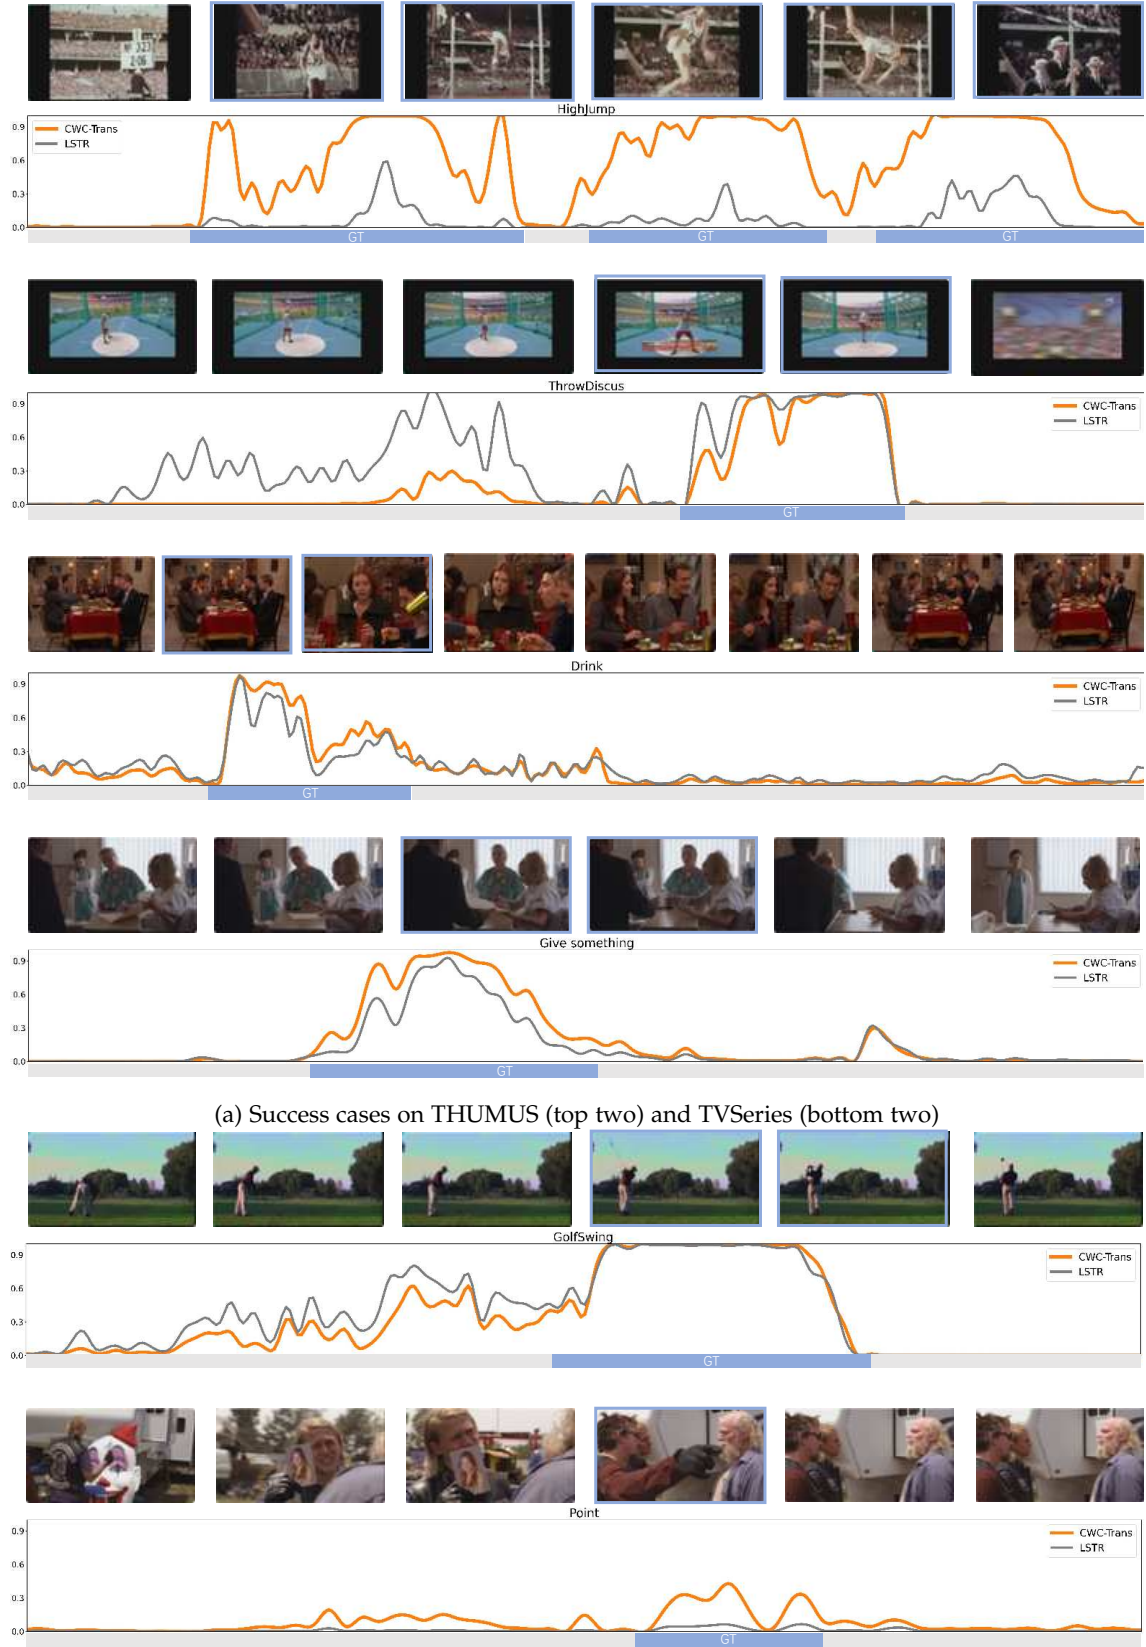 HighJump
0.9
CWC-Trans
LSTR
0.6
0.3
0.0
GT GT GT
ThrowDiscus
0.9
CWC-Trans
LSTR
0.6
0.3
0.0
GT
Drink
0.9
CWC-Trans
LSTR
0.6
0.3
0.0
GT
Give something
0.9
CWC-Trans
LSTR
0.6
0.3
0.0
GT
(a) Success cases on THUMUS (top two) and TVSeries (bottom two)
GolfSwing
0.9
CWC-Trans
LSTR
0.6
0.3
0.0
GT
Point
0.9
CWC-Trans
LSTR
0.6
0.3
0.0
GT